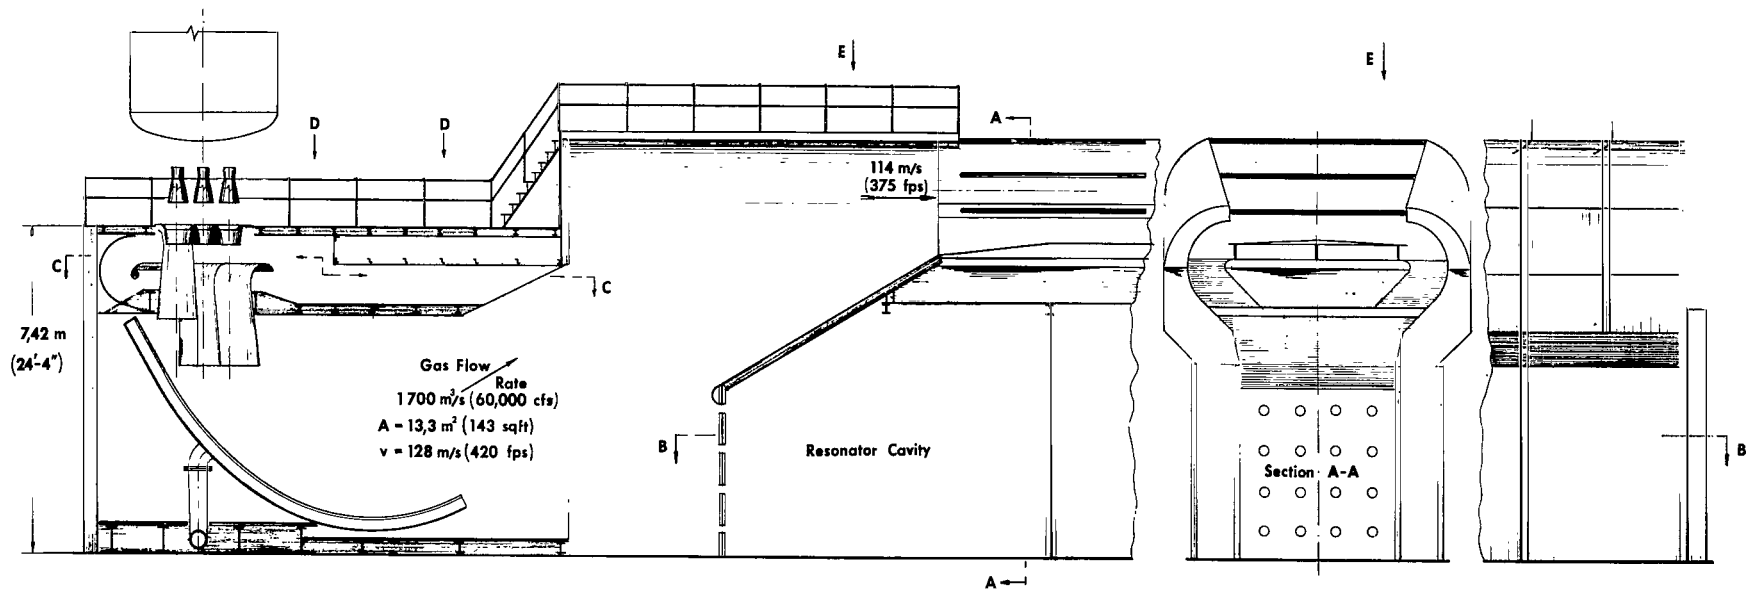 E
E
D
D
A
114 m/s
(375 fps)
C
C
7,42 m
(24'-4")
Gas Flow
Rate
1700 m³/s (60,000 cfs)
A = 13,3 m² (143 sqft)
v = 128 m/s (420 fps)
B
Resonator Cavity
Section A-A
B
A